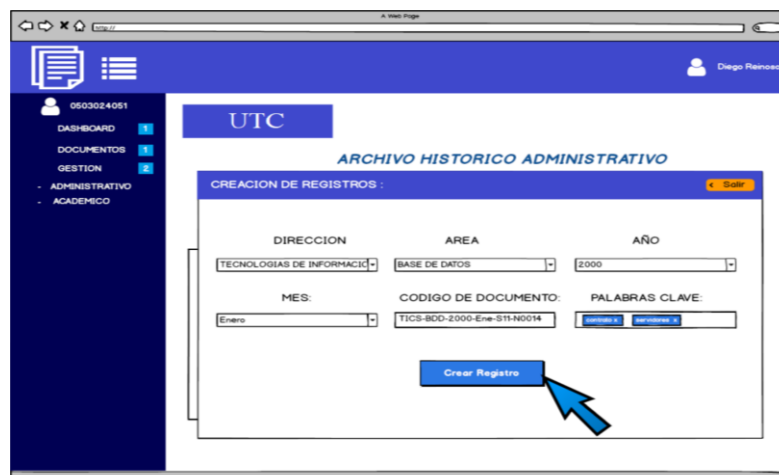 A Web Page
http://
Diego Reinoso
0503024051
DASHBOARD 1
DOCUMENTOS 1
GESTION 2
- ADMINISTRATIVO
- ACADEMICO
UTC
ARCHIVO HISTORICO ADMINISTRATIVO
CREACION DE REGISTROS :
< Salir
DIRECCION AREA AÑO
TECNOLOGIAS DE INFORMACIC BASE DE DATOS 2000
MES: CODIGO DE DOCUMENTO: PALABRAS CLAVE:
Enero TICS-BDD-2000-Ene-S11-N0014 contrato x servidores x
Crear Registro